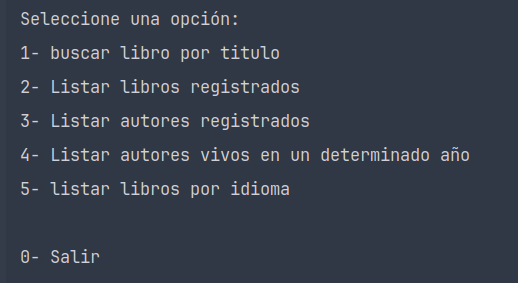 Seleccione una opción:
1- buscar libro por titulo
2- Listar libros registrados
3- Listar autores registrados
4- Listar autores vivos en un determinado año
5- listar libros por idioma
0- Salir